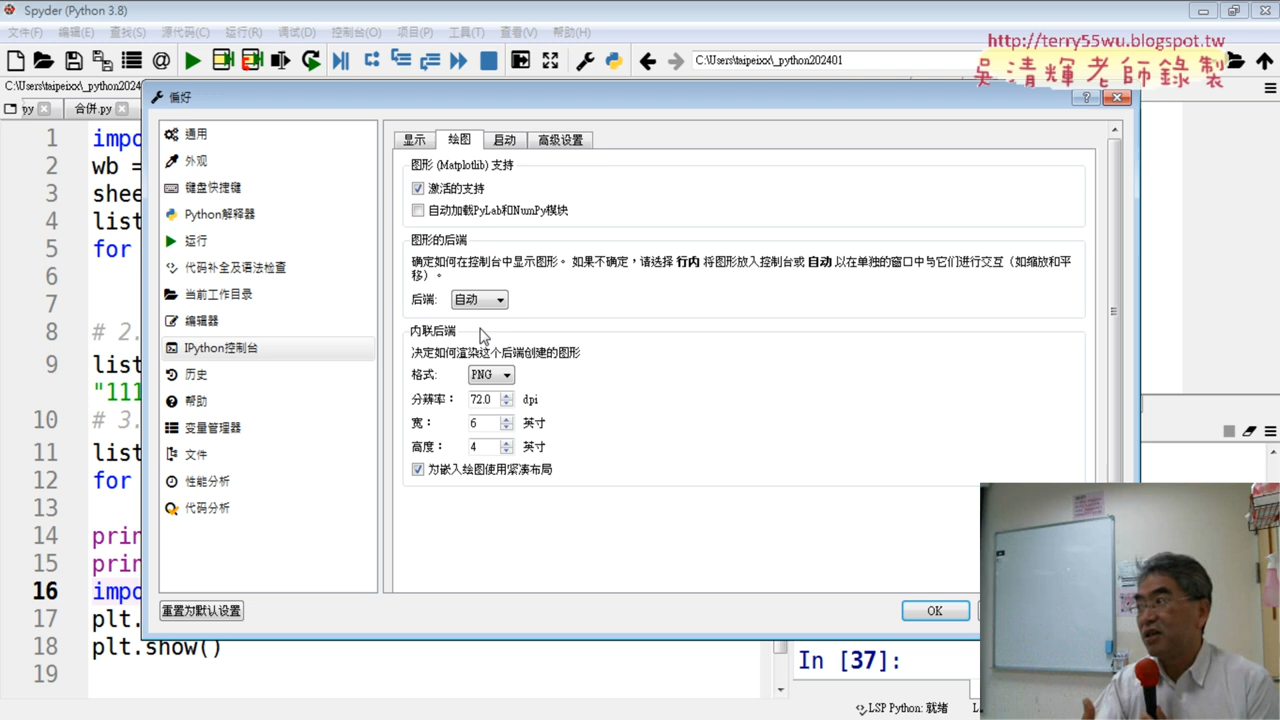 Spyder (Python 3.8)
文件(F) 编辑(E) 查找(S) 源代码(C) 运行(R) 调试(D) 控制台(O) 项目(P) 工具(T) 查看(V) 帮助(H)
http://terry55wu.blogspot.tw
吳清輝老師錄製
C:\Users\taipeixx\_python202401
C:\Users\taipeixx\_python2024
py
合併.py
偏好
1 impo
2 wb =
3 shee
4 list
5 for
6
7
8 # 2.
9 list
"111
10 # 3.
11 list
12 for
13
14 prin
15 prin
16 impo
17 plt.
18 plt.show()
19
通用
外观
键盘快捷键
Python解释器
运行
代码补全及语法检查
当前工作目录
编辑器
IPython控制台
历史
帮助
变量管理器
文件
性能分析
代码分析
重置为默认设置
显示 绘图 启动 高级设置
图形 (Matplotlib) 支持
激活的支持
自动加载PyLab和NumPy模块
图形的后端
确定如何在控制台中显示图形。 如果不确定，请选择 行内 将图形放入控制台或 自动 以在单独的窗口中与它们进行交互（如缩放和平
移）。
后端: 自动
内联后端
决定如何渲染这个后端创建的图形
格式: PNG
分辨率： 72.0 dpi
宽： 6 英寸
高度： 4 英寸
为嵌入绘图使用紧凑布局
OK
In [37]:
LSP Python: 就绪